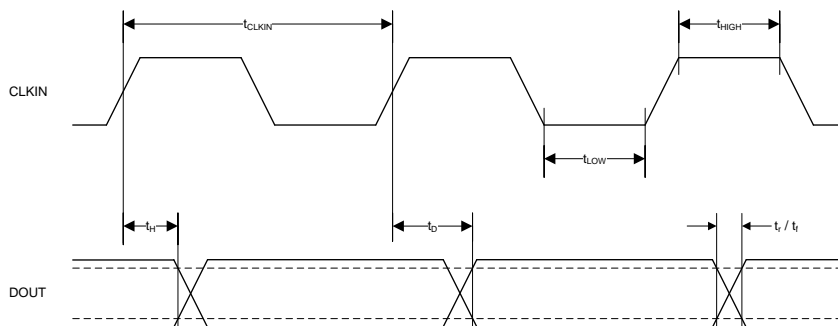 tCLKIN
tHIGH
CLKIN
tLOW
tH
tD
tr / tf
DOUT